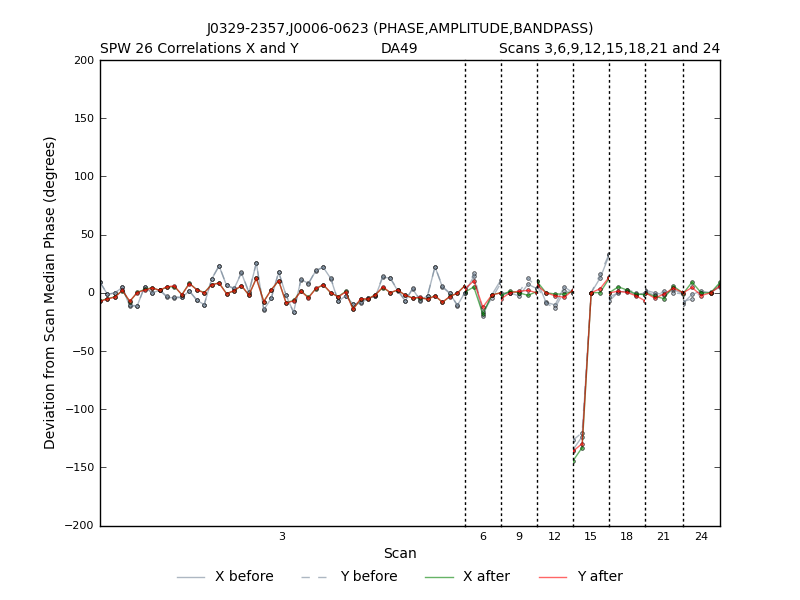 J0329-2357,J0006-0623 (PHASE,AMPLITUDE,BANDPASS)
SPW 26 Correlations X and Y DA49 Scans 3,6,9,12,15,18,21 and 24
200
150
100
50
0
−50
−100
−150
−200
Deviation from Scan Median Phase (degrees)
3 6 9 12 15 18 21 24
Scan
X before Y before X after Y after